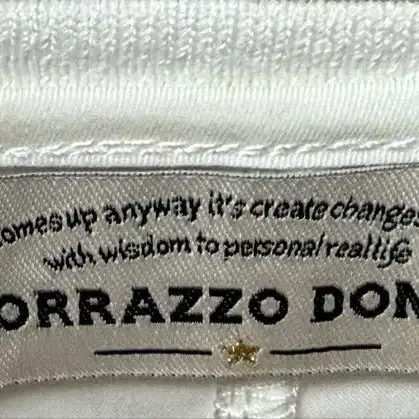 omes up anyway it's create changes
with wisdom to personal real life
ORRAZZO DON